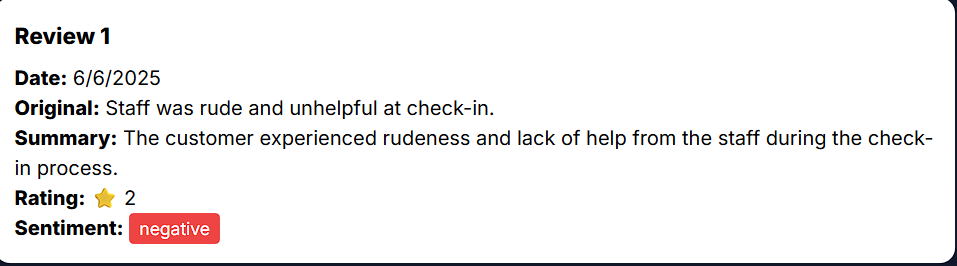 Review 1
Date: 6/6/2025
Original: Staff was rude and unhelpful at check-in.
Summary: The customer experienced rudeness and lack of help from the staff during the check-
in process.
Rating: ⭐ 2
Sentiment: negative